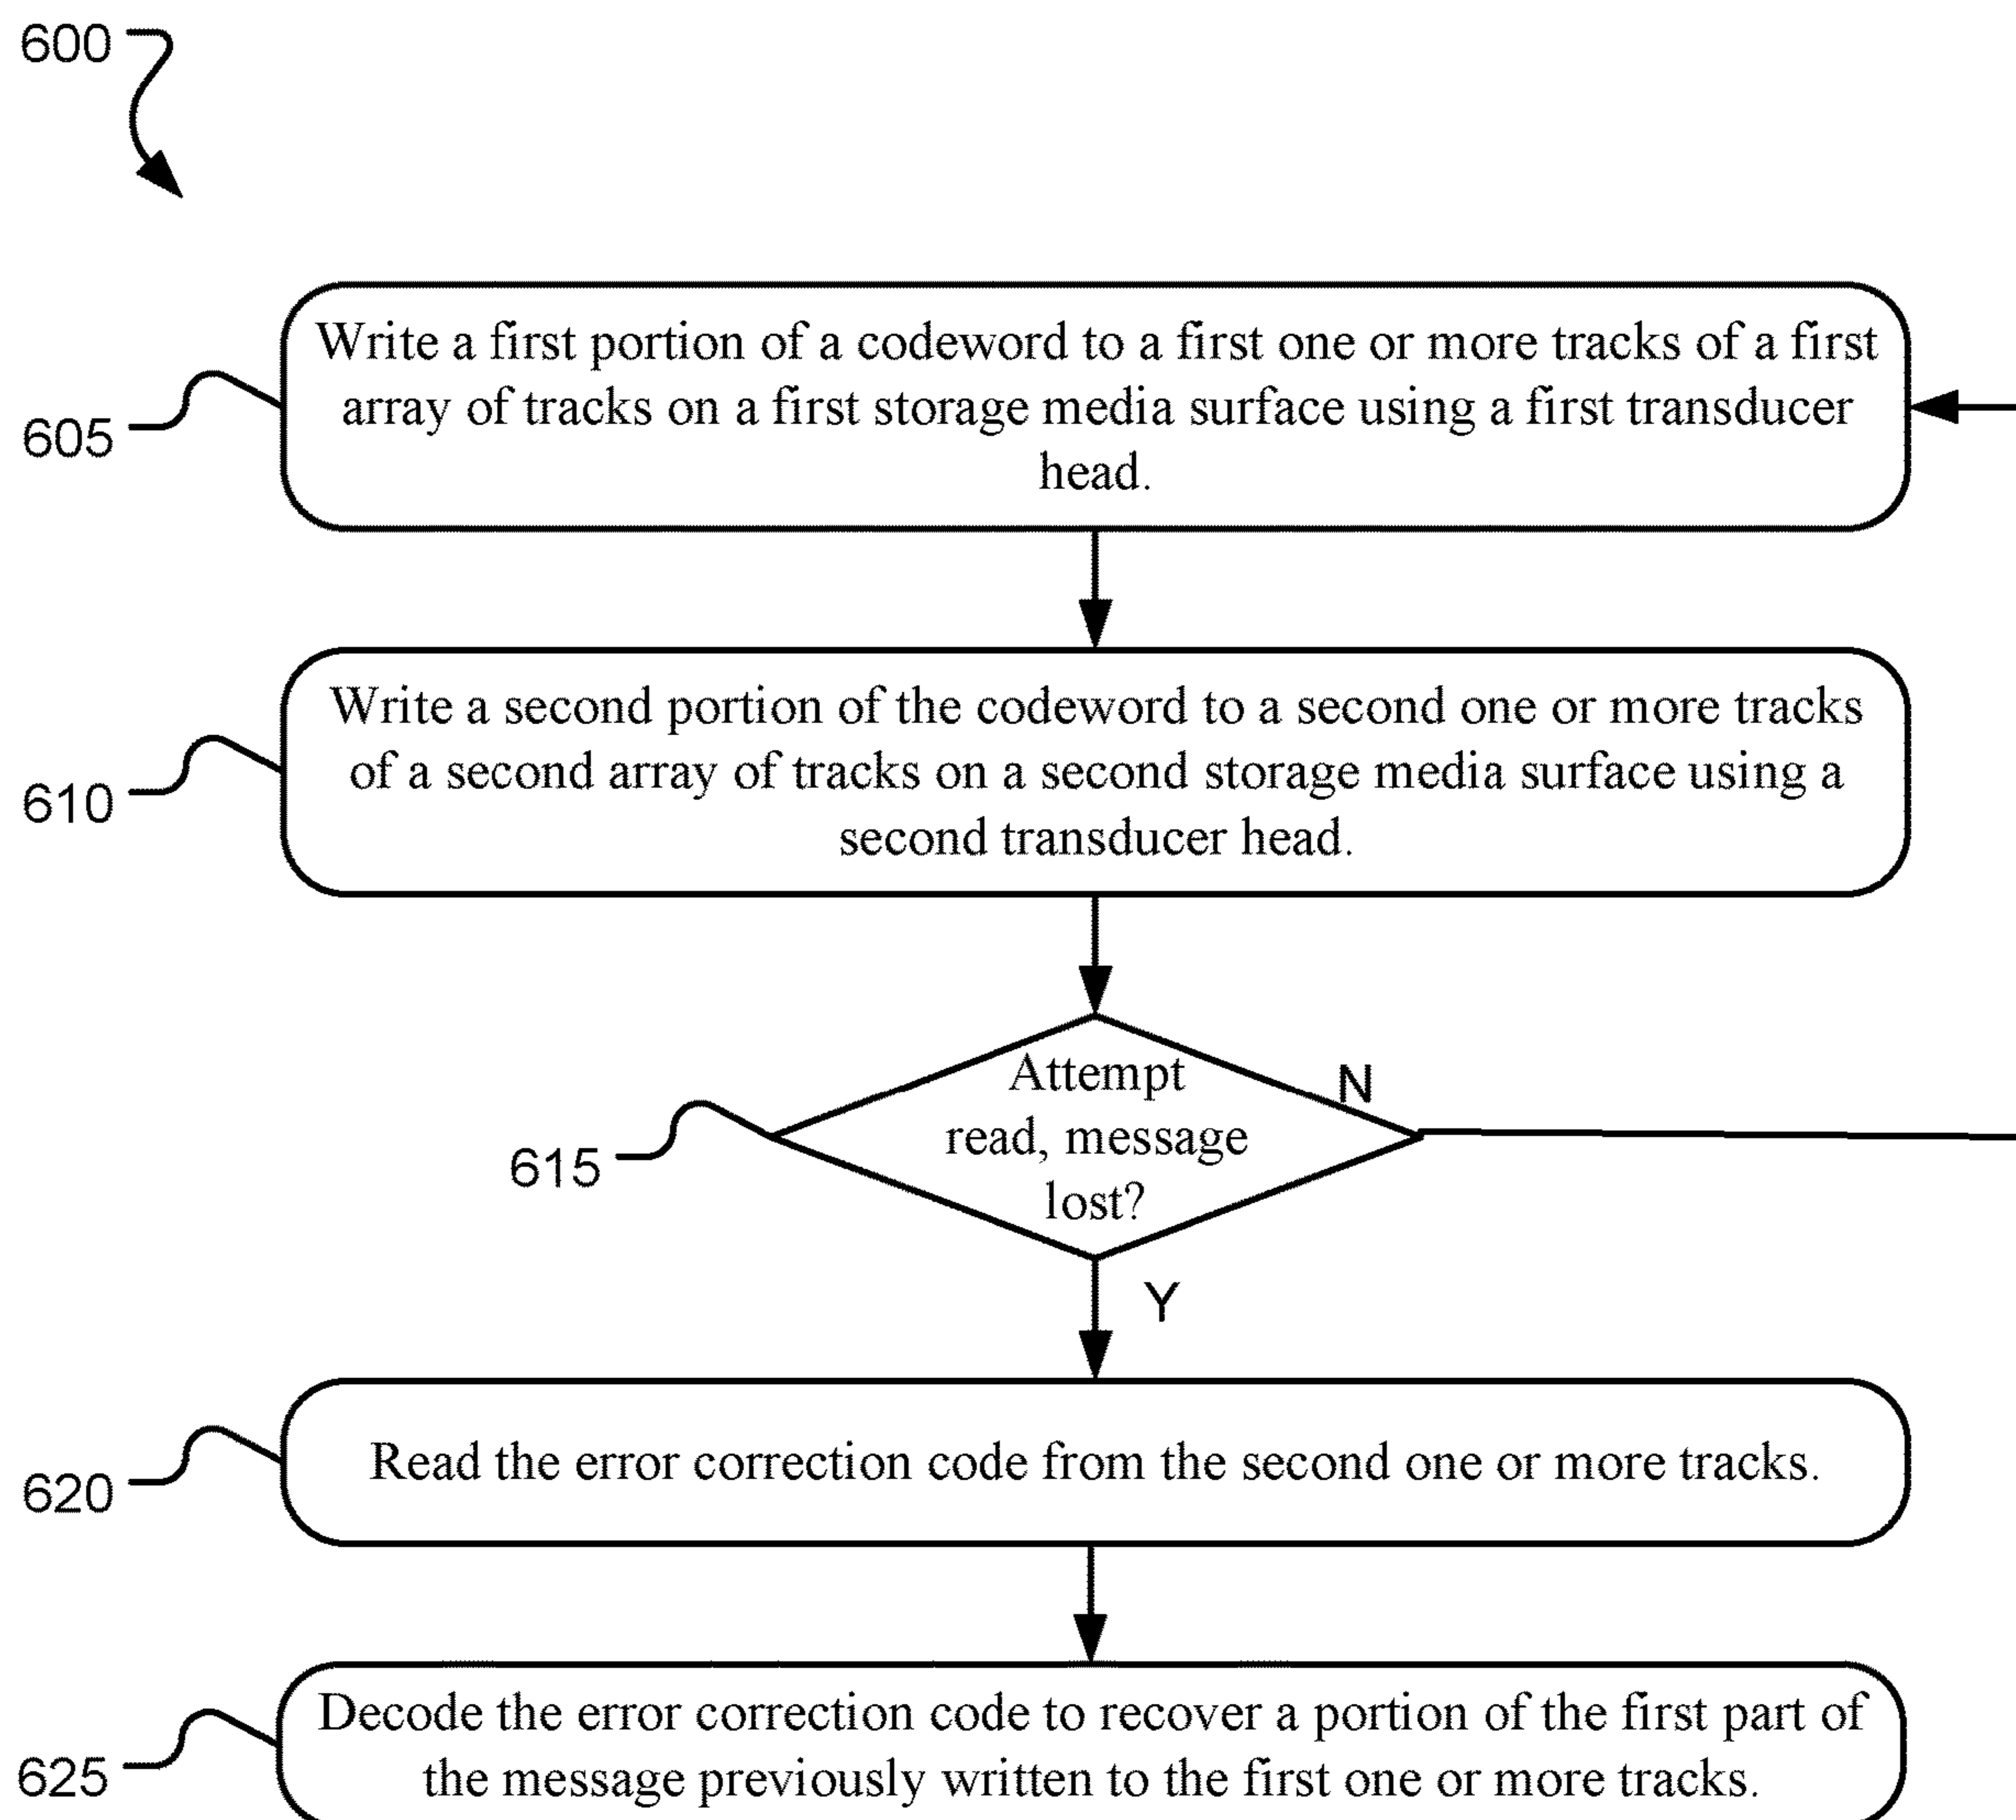 600
Write a first portion of a codeword to a first one or more tracks of a first
array of tracks on a first storage media surface using a first transducer
head.
605
Write a second portion of the codeword to a second one or more tracks
of a second array of tracks on a second storage media surface using a
second transducer head.
610
Attempt
read, message
lost?
N
615
Y
Read the error correction code from the second one or more tracks.
620
Decode the error correction code to recover a portion of the first part of
the message previously written to the first one or more tracks.
625